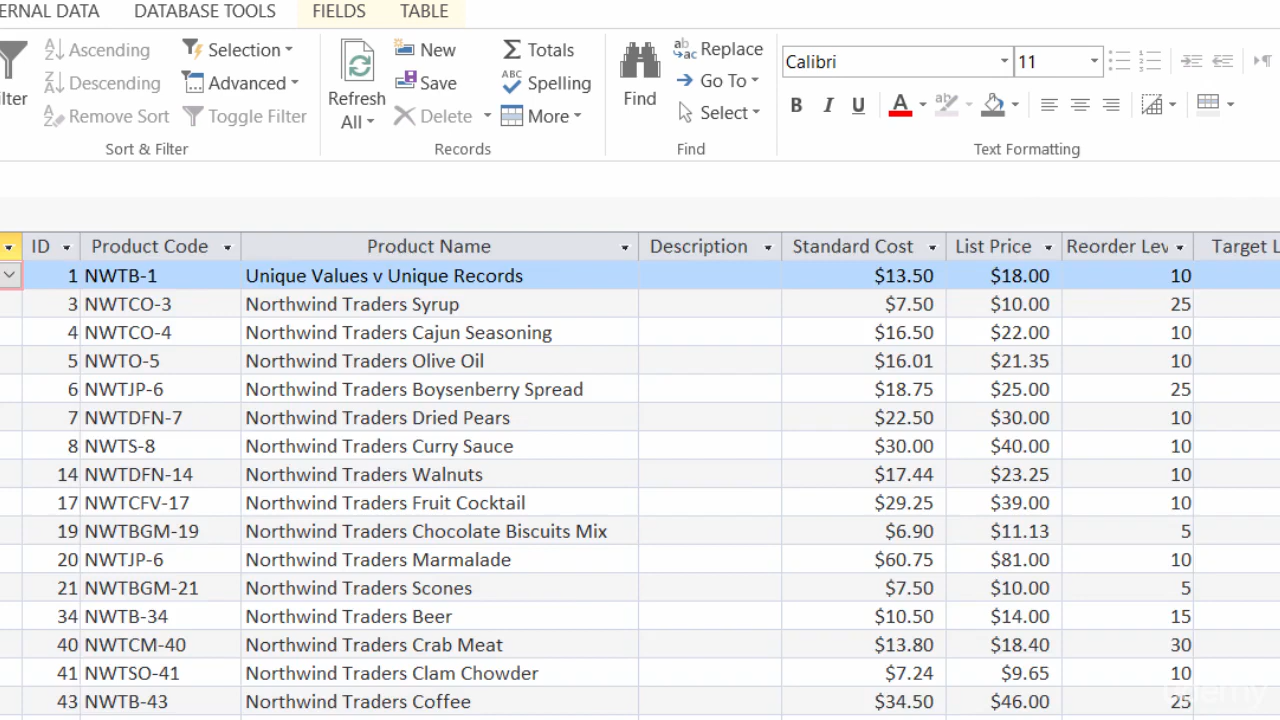 ERNAL DATA DATABASE TOOLS FIELDS TABLE
Ascending Selection New Totals Replace Calibri 11
ilter Descending Advanced Refresh All Save Spelling Find Go To
Remove Sort Toggle Filter Delete More Select B I U A
Sort & Filter Records Find Text Formatting
ID Product Code Product Name Description Standard Cost List Price Reorder Lev Target L
1 NWTB-1 Unique Values v Unique Records $13.50 $18.00 10
3 NWTCO-3 Northwind Traders Syrup $7.50 $10.00 25
4 NWTCO-4 Northwind Traders Cajun Seasoning $16.50 $22.00 10
5 NWTO-5 Northwind Traders Olive Oil $16.01 $21.35 10
6 NWTJP-6 Northwind Traders Boysenberry Spread $18.75 $25.00 25
7 NWTDFN-7 Northwind Traders Dried Pears $22.50 $30.00 10
8 NWTS-8 Northwind Traders Curry Sauce $30.00 $40.00 10
14 NWTDFN-14 Northwind Traders Walnuts $17.44 $23.25 10
17 NWTCFV-17 Northwind Traders Fruit Cocktail $29.25 $39.00 10
19 NWTBGM-19 Northwind Traders Chocolate Biscuits Mix $6.90 $11.13 5
20 NWTJP-6 Northwind Traders Marmalade $60.75 $81.00 10
21 NWTBGM-21 Northwind Traders Scones $7.50 $10.00 5
34 NWTB-34 Northwind Traders Beer $10.50 $14.00 15
40 NWTCM-40 Northwind Traders Crab Meat $13.80 $18.40 30
41 NWTSO-41 Northwind Traders Clam Chowder $7.24 $9.65 10
43 NWTB-43 Northwind Traders Coffee $34.50 $46.00 25